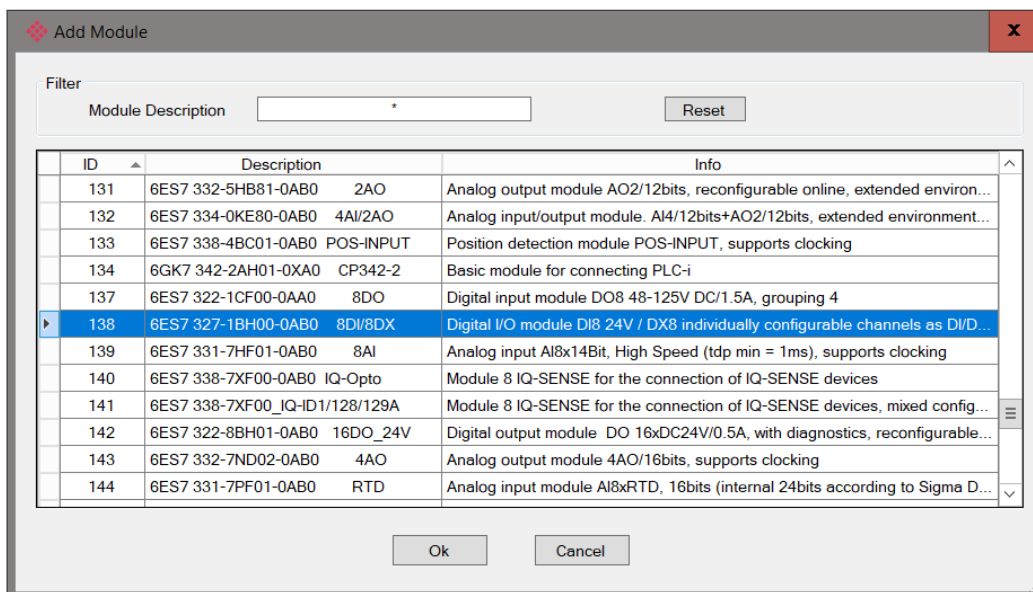 Add Module
x
Filter
Module Description * Reset
ID Description Info
131 6ES7 332-5HB81-0AB0 2AO Analog output module AO2/12bits, reconfigurable online, extended environ...
132 6ES7 334-0KE80-0AB0 4AI/2AO Analog input/output module. AI4/12bits+AO2/12bits, extended environment...
133 6ES7 338-4BC01-0AB0 POS-INPUT Position detection module POS-INPUT, supports clocking
134 6GK7 342-2AH01-0XA0 CP342-2 Basic module for connecting PLC-i
137 6ES7 322-1CF00-0AA0 8DO Digital input module DO8 48-125V DC/1.5A, grouping 4
138 6ES7 327-1BH00-0AB0 8DI/8DX Digital I/O module DI8 24V / DX8 individually configurable channels as DI/D...
139 6ES7 331-7HF01-0AB0 8AI Analog input AI8x14Bit, High Speed (tdp min = 1ms), supports clocking
140 6ES7 338-7XF00-0AB0 IQ-Opto Module 8 IQ-SENSE for the connection of IQ-SENSE devices
141 6ES7 338-7XF00_IQ-ID1/128/129A Module 8 IQ-SENSE for the connection of IQ-SENSE devices, mixed config...
142 6ES7 322-8BH01-0AB0 16DO_24V Digital output module DO 16xDC24V/0.5A, with diagnostics, reconfigurable...
143 6ES7 332-7ND02-0AB0 4AO Analog output module 4AO/16bits, supports clocking
144 6ES7 331-7PF01-0AB0 RTD Analog input module AI8xRTD, 16bits (internal 24bits according to Sigma D...
Ok Cancel